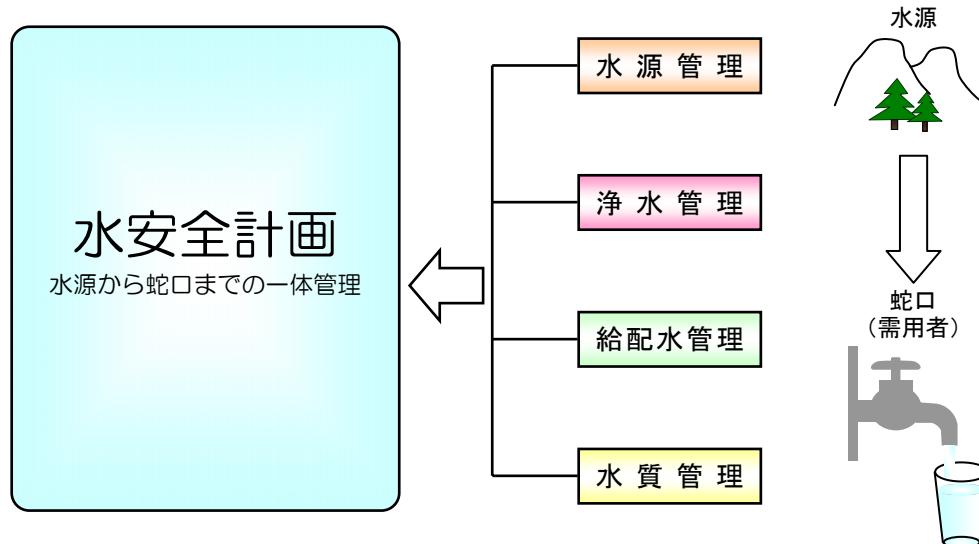 水安全計画
水源から蛇口までの一体管理
水源管理
浄水管理
給配水管理
水質管理
水源
蛇口
（需用者）